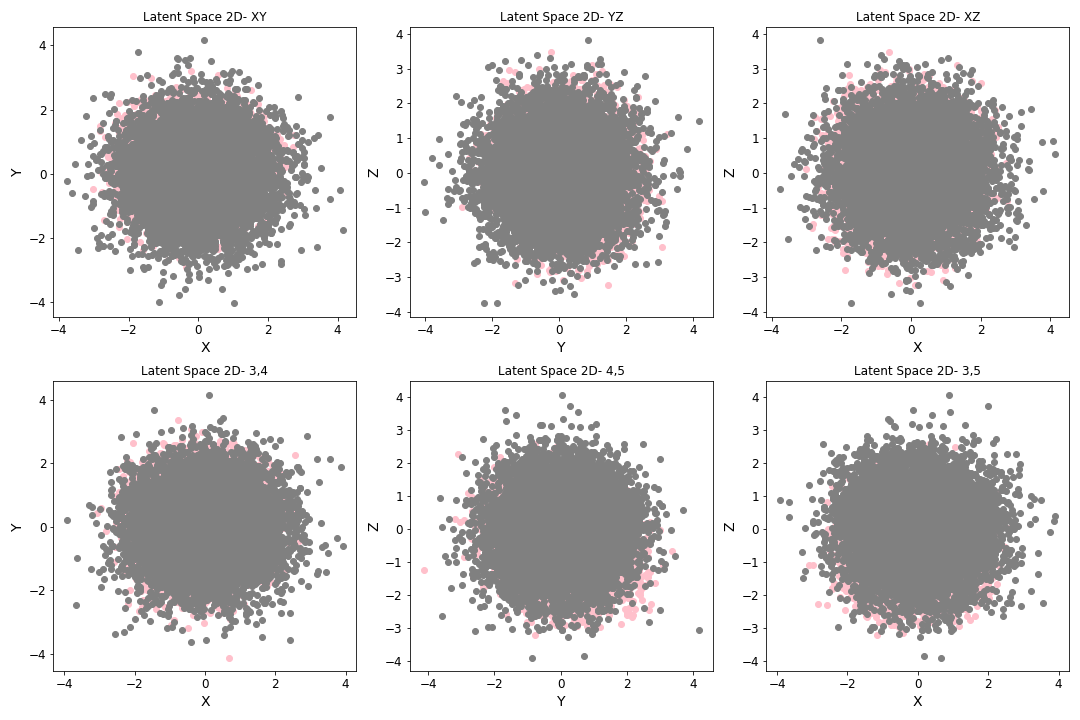 Latent Space 2D- XY
Y
4
2
0
−2
−4
−4 −2 0 2 4
X
Latent Space 2D- YZ
Z
4
3
2
1
0
−1
−2
−3
−4
−4 −2 0 2 4
Y
Latent Space 2D- XZ
Z
4
3
2
1
0
−1
−2
−3
−4
−4 −2 0 2 4
X
Latent Space 2D- 3,4
Y
4
2
0
−2
−4
−4 −2 0 2 4
X
Latent Space 2D- 4,5
Z
4
3
2
1
0
−1
−2
−3
−4
−4 −2 0 2 4
Y
Latent Space 2D- 3,5
Z
4
3
2
1
0
−1
−2
−3
−4
−4 −2 0 2 4
X